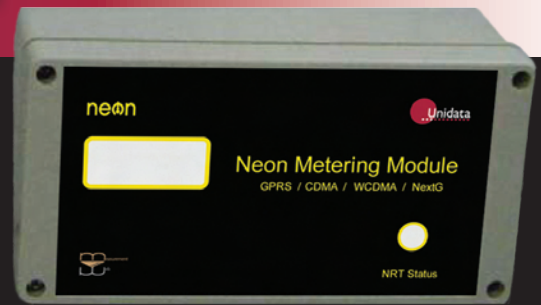 neon
Unidata
Neon Metering Module
GPRS / CDMA / WCDMA / NextG
NRT Status